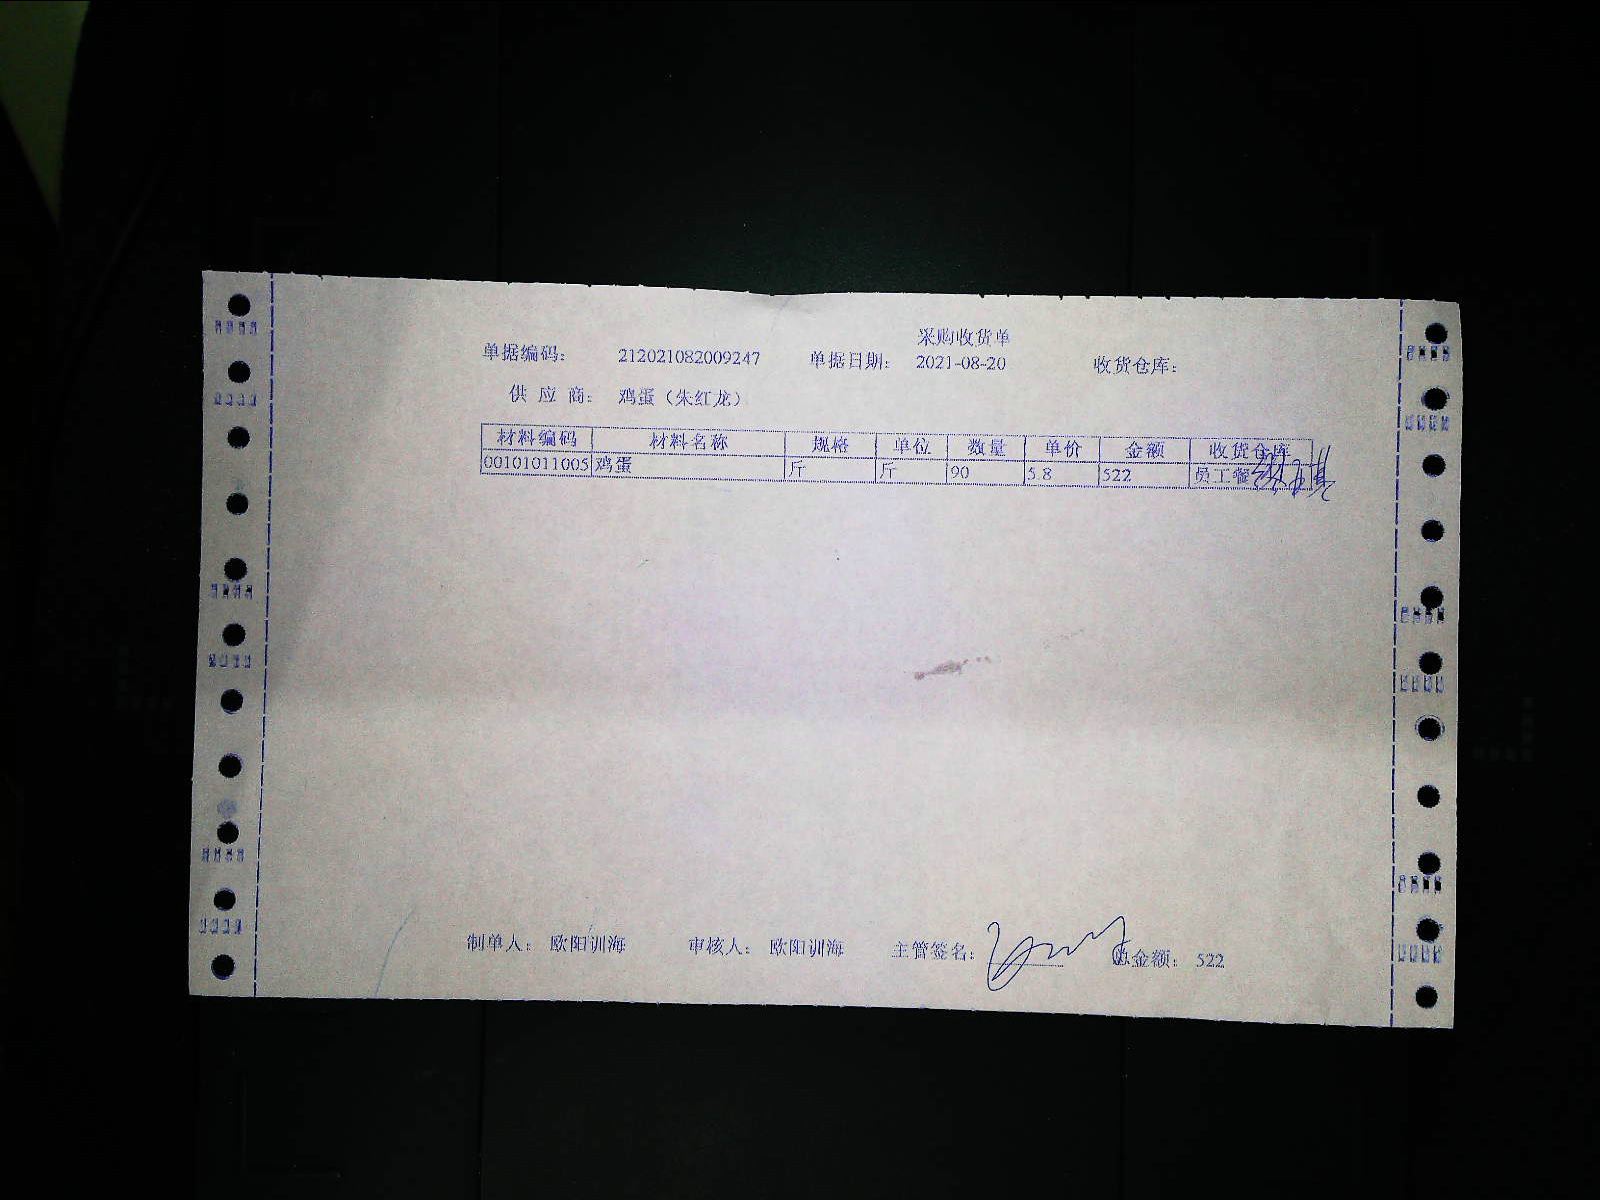 采购收货单
单据编码： 212021082009247 单据日期： 2021-08-20 收货仓库：
供 应 商： 鸡蛋（朱红龙）
材料编码 材料名称 规格 单位 数量 单价 金额 收货仓库
00101011005 鸡蛋 斤 斤 90 5.8 522 员工餐
制单人： 欧阳训海 审核人： 欧阳训海 主管签名： 总金额： 522